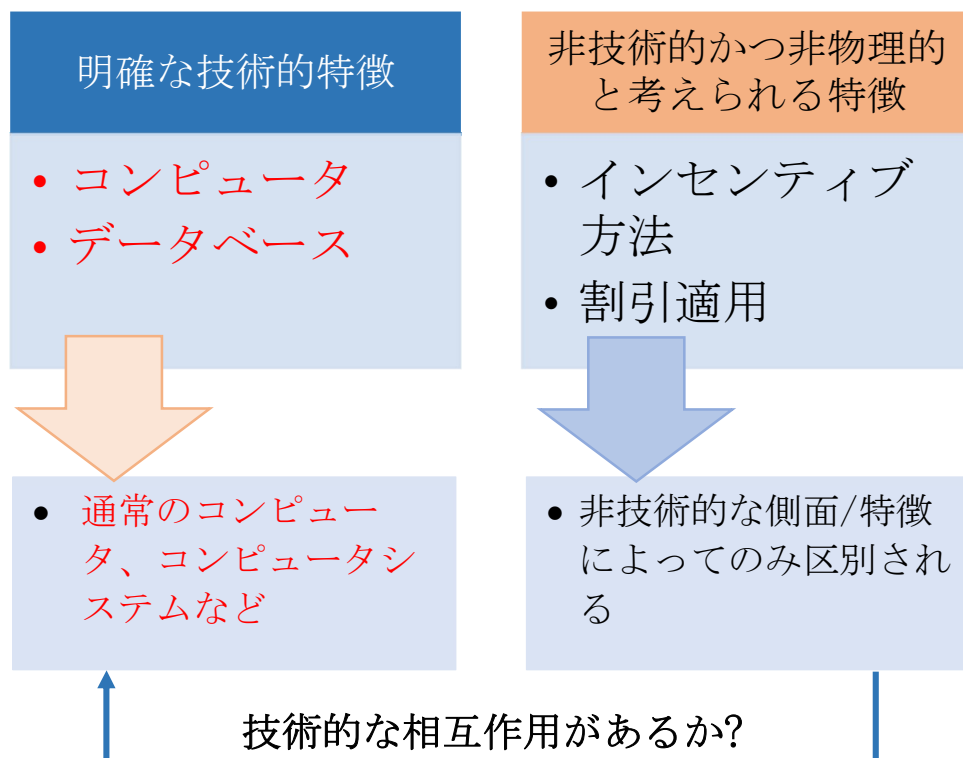 明確な技術的特徴
• コンピュータ
• データベース
• 通常のコンピュー
タ、コンピュータシ
ステムなど
非技術的かつ非物理的
と考えられる特徴
• インセンティブ
方法
• 割引適用
• 非技術的な側面/特徴
によってのみ区別され
る
技術的な相互作用があるか?